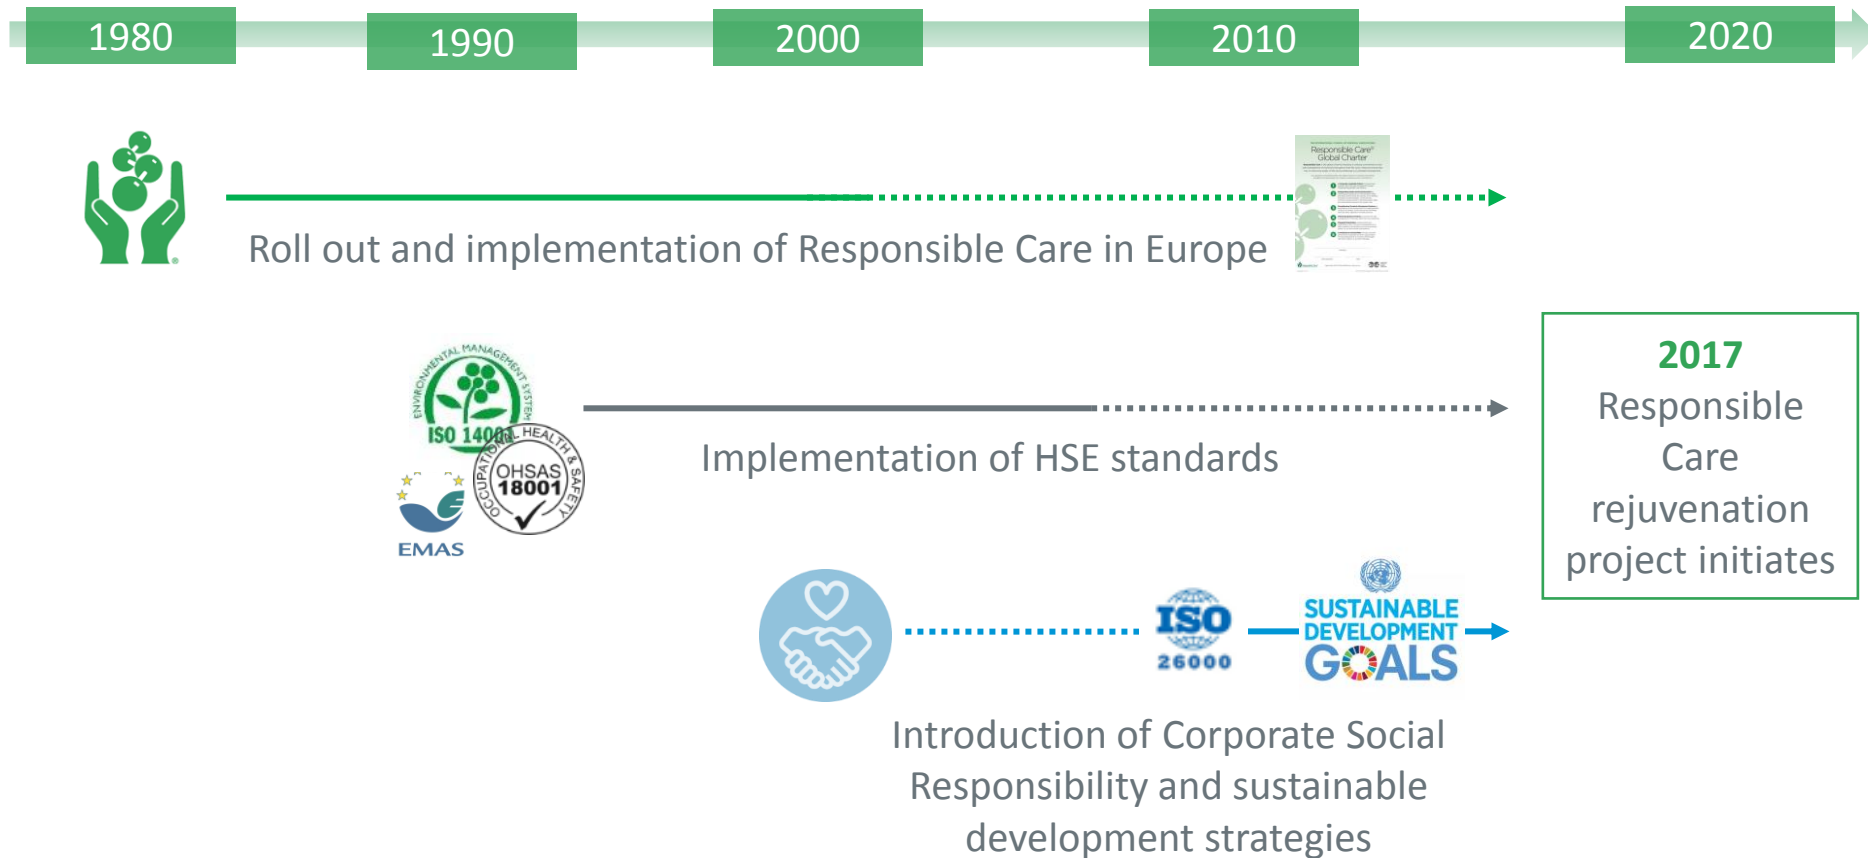 1980
1990
2000
2010
2020
Responsible Care®
Global Charter
Roll out and implementation of Responsible Care in Europe
ENVIRONMENTAL MANAGEMENT SYSTEM
ISO 14001
OCCUPATIONAL HEALTH & SAFETY
OHSAS
18001
EMAS
Implementation of HSE standards
2017
Responsible
Care
rejuvenation
project initiates
ISO
26000
SUSTAINABLE
DEVELOPMENT
GOALS
Introduction of Corporate Social
Responsibility and sustainable
development strategies